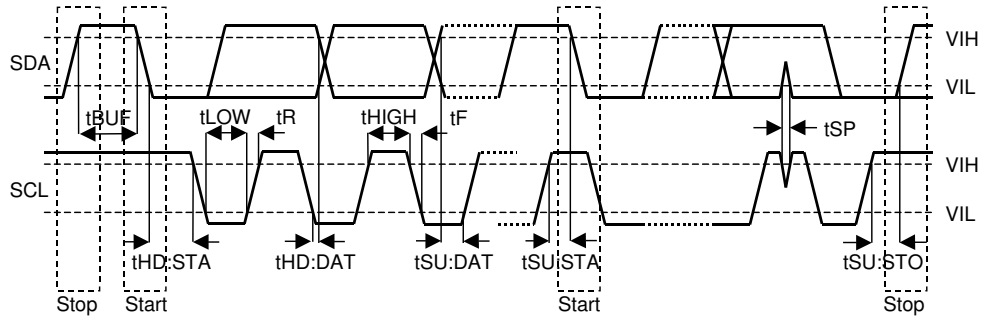 VIH
SDA
VIL
tBUF
tLOW
tR
tHIGH
tF
tSP
VIH
SCL
VIL
tHD:STA
tHD:DAT
tSU:DAT
tSU:STA
tSU:STO
Stop
Start
Start
Stop